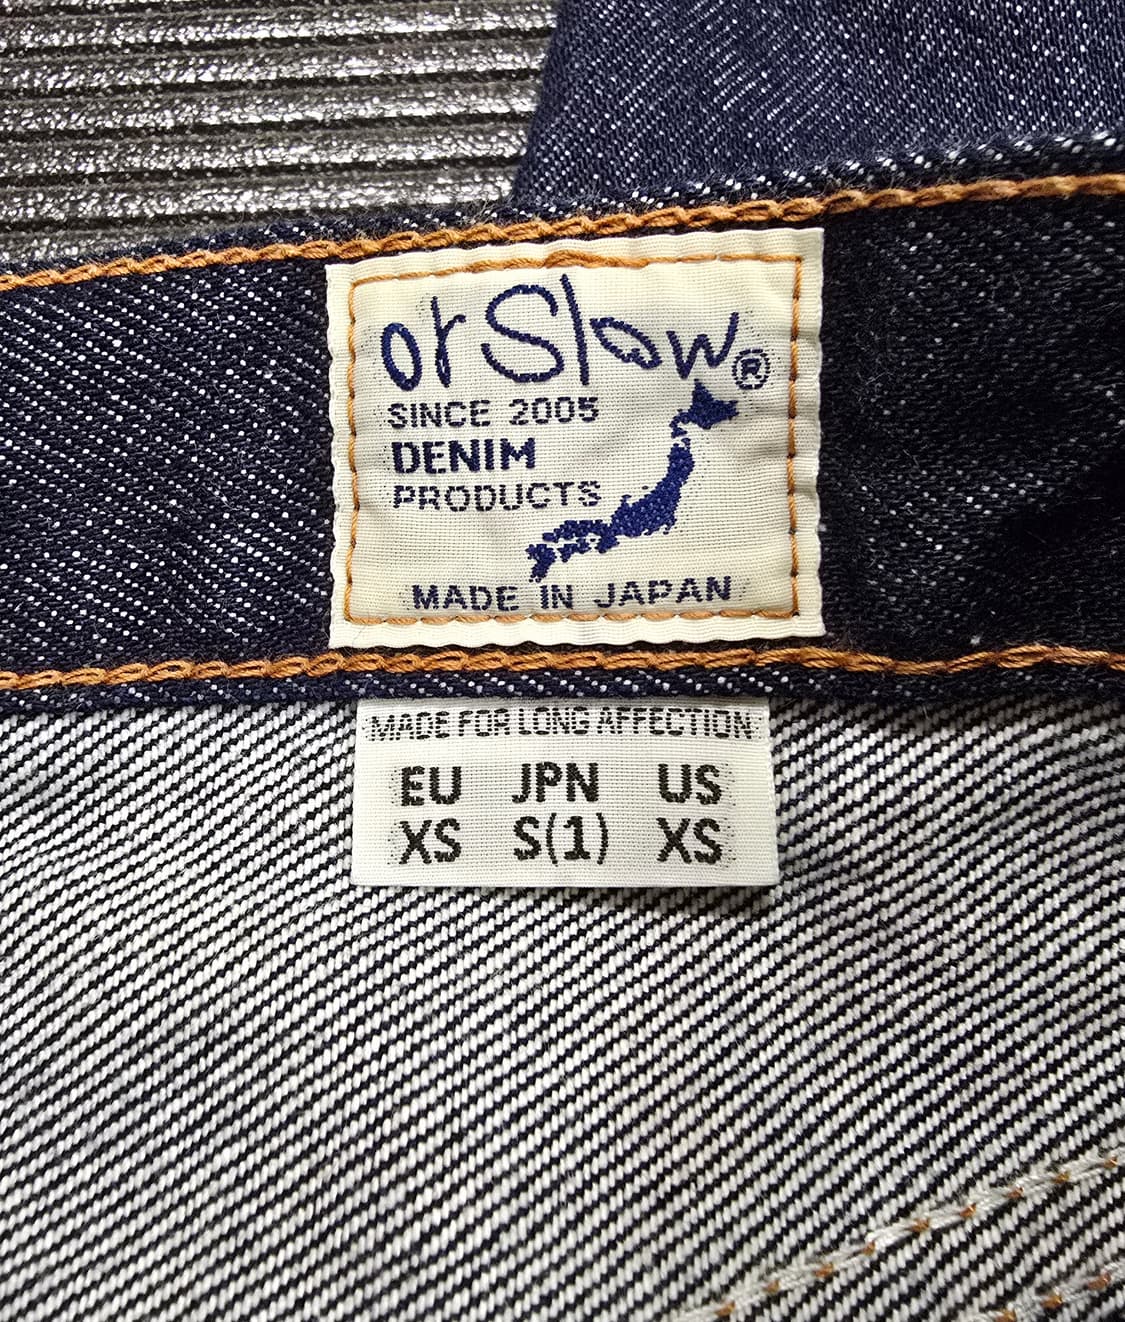 orSlow®
SINCE 2005
DENIM
PRODUCTS
MADE IN JAPAN
MADE FOR LONG AFFECTION
EU JPN US
XS S(1) XS